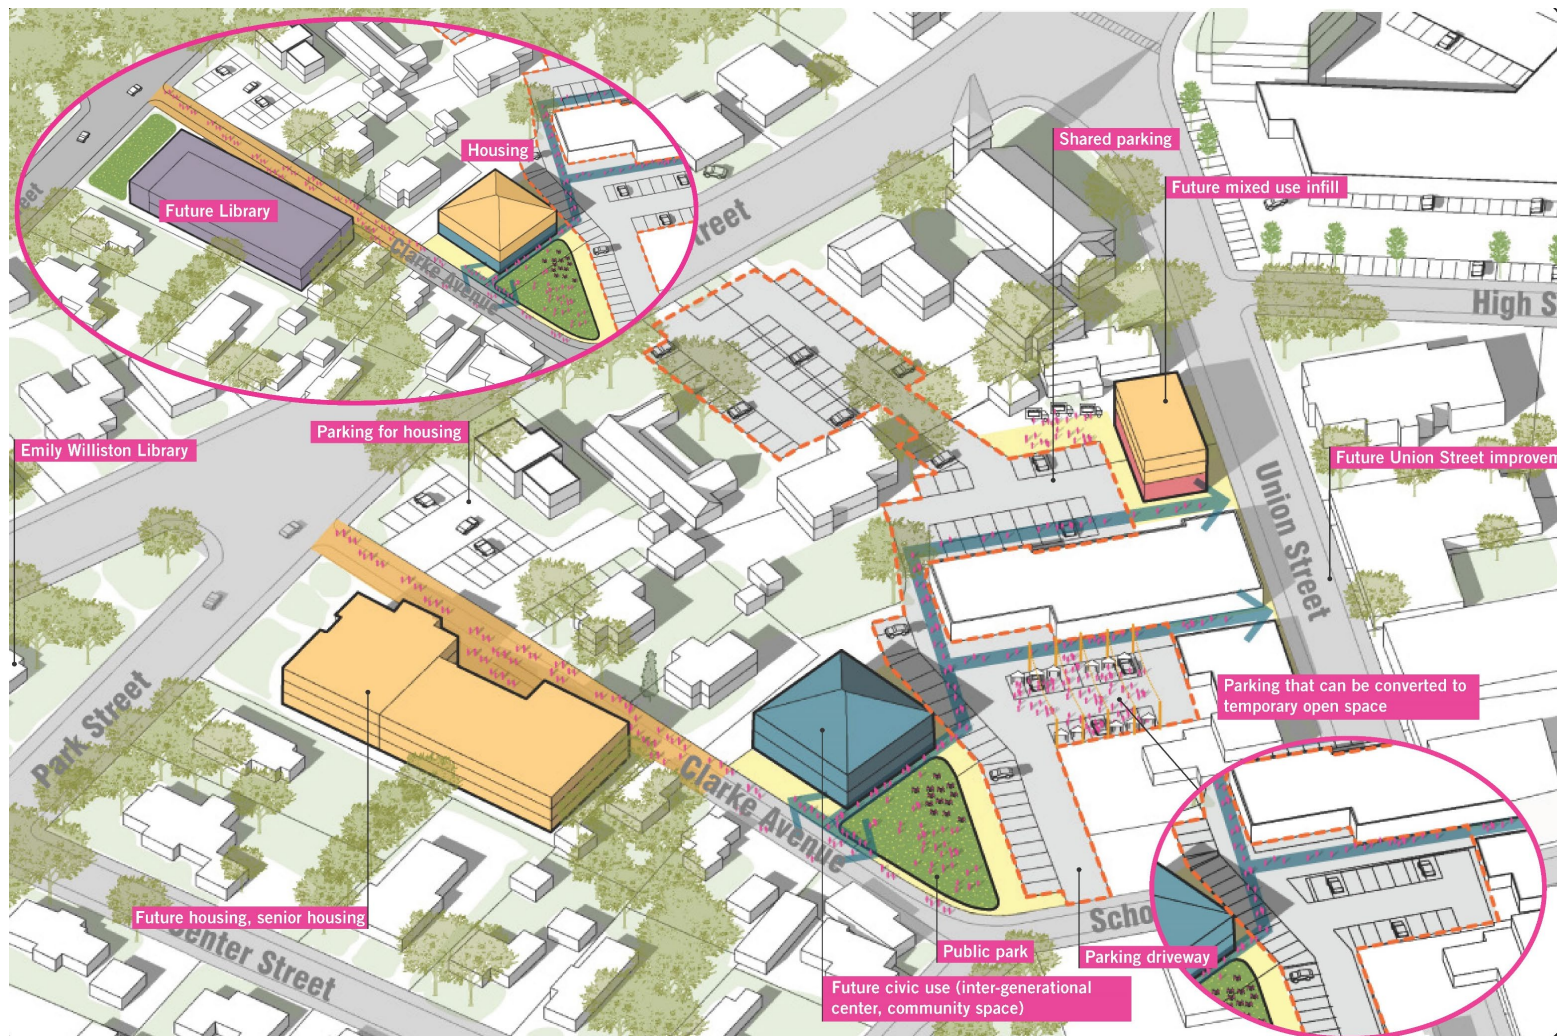 Housing
Future Library
Clarke Avenue
Street
Shared parking
Future mixed use infill
High S
Emily Williston Library
Parking for housing
Future Union Street improvem
Union Street
Parking that can be converted to
temporary open space
Park Street
Clarke Avenue
Future housing, senior housing
Center Street
Public park
Scho
Parking driveway
Future civic use (inter-generational
center, community space)